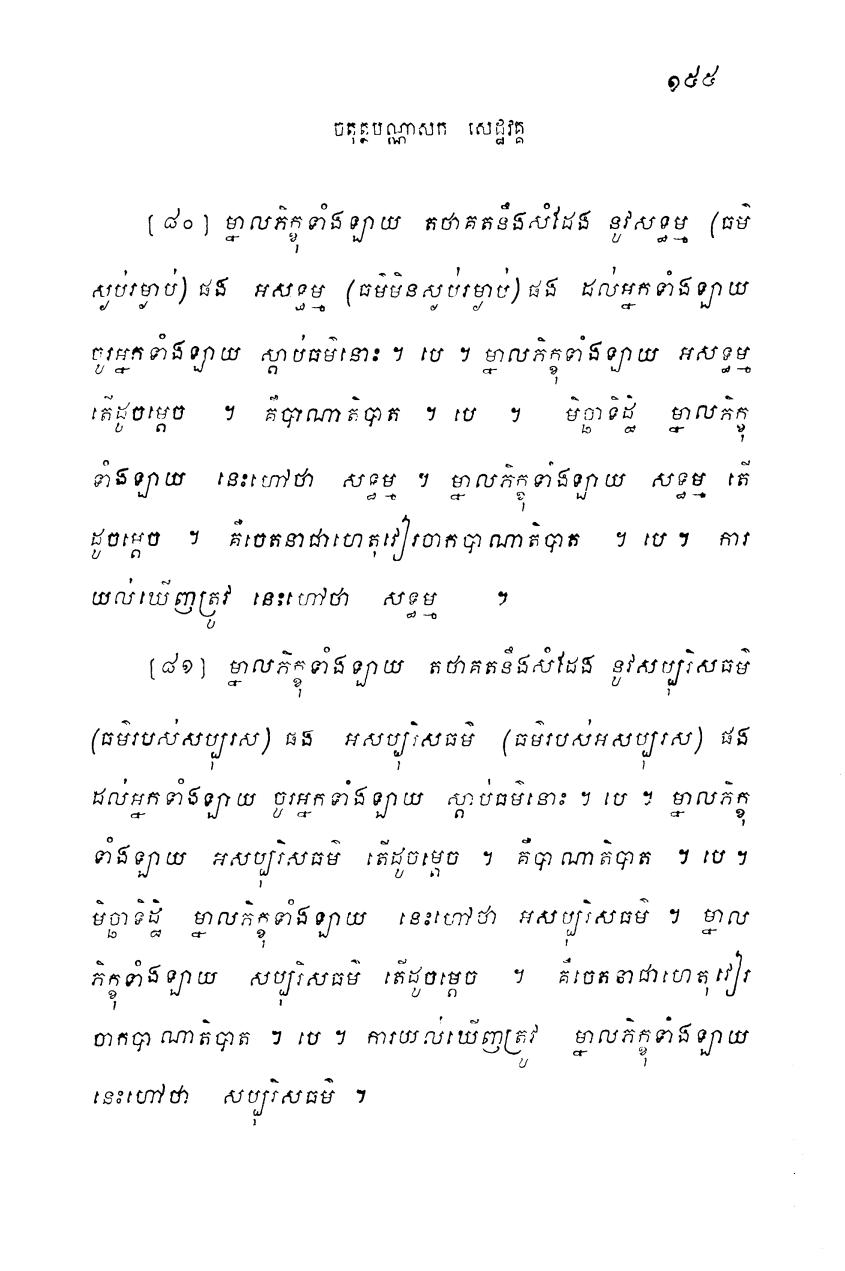 ១៥៥
ចតុត្ថបណ្ណាសក សេដ្ឋវគ្គ
[៨០] ម្នាលភិក្ខុទាំងឡាយ តថាគតនឹងសំដែង នូវសទ្ធម្ម (ធម៌
ស្ងប់រម្ងាប់) ផង អសទ្ធម្ម (ធម៌មិនស្ងប់រម្ងាប់) ផង ដល់អ្នកទាំងឡាយ
ចូរអ្នកទាំងឡាយ ស្តាប់ធម៌នោះ ។ បេ ។ ម្នាលភិក្ខុទាំងឡាយ អសទ្ធម្ម
តើដូចម្តេច ។ គឺបាណាតិបាត ។ បេ ។ មិច្ឆាទិដ្ឋិ ម្នាលភិក្ខុ
ទាំងឡាយ នេះហៅថា សទ្ធម្ម ។ ម្នាលភិក្ខុទាំងឡាយ សទ្ធម្ម តើ
ដូចម្តេច ។ គឺចេតនាជាហេតុវៀរចាកបាណាតិបាត ។ បេ ។ ការ
យល់ឃើញត្រូវ នេះហៅថា សទ្ធម្ម ។
[៨១] ម្នាលភិក្ខុទាំងឡាយ តថាគតនឹងសំដែង នូវសប្បុរិសធម៌
(ធម៌របស់សប្បុរស) ផង អសប្បុរិសធម៌ (ធម៌របស់អសប្បុរស) ផង
ដល់អ្នកទាំងឡាយ ចូរអ្នកទាំងឡាយ ស្តាប់ធម៌នោះ ។ បេ ។ ម្នាលភិក្ខុ
ទាំងឡាយ អសប្បុរិសធម៌ តើដូចម្តេច ។ គឺបាណាតិបាត ។ បេ ។
មិច្ឆាទិដ្ឋិ ម្នាលភិក្ខុទាំងឡាយ នេះហៅថា អសប្បុរិសធម៌ ។ ម្នាល
ភិក្ខុទាំងឡាយ សប្បុរិសធម៌ តើដូចម្តេច ។ គឺចេតនាជាហេតុវៀរ
ចាកបាណាតិបាត ។ បេ ។ ការយល់ឃើញត្រូវ ម្នាលភិក្ខុទាំងឡាយ
នេះហៅថា សប្បុរិសធម៌ ។